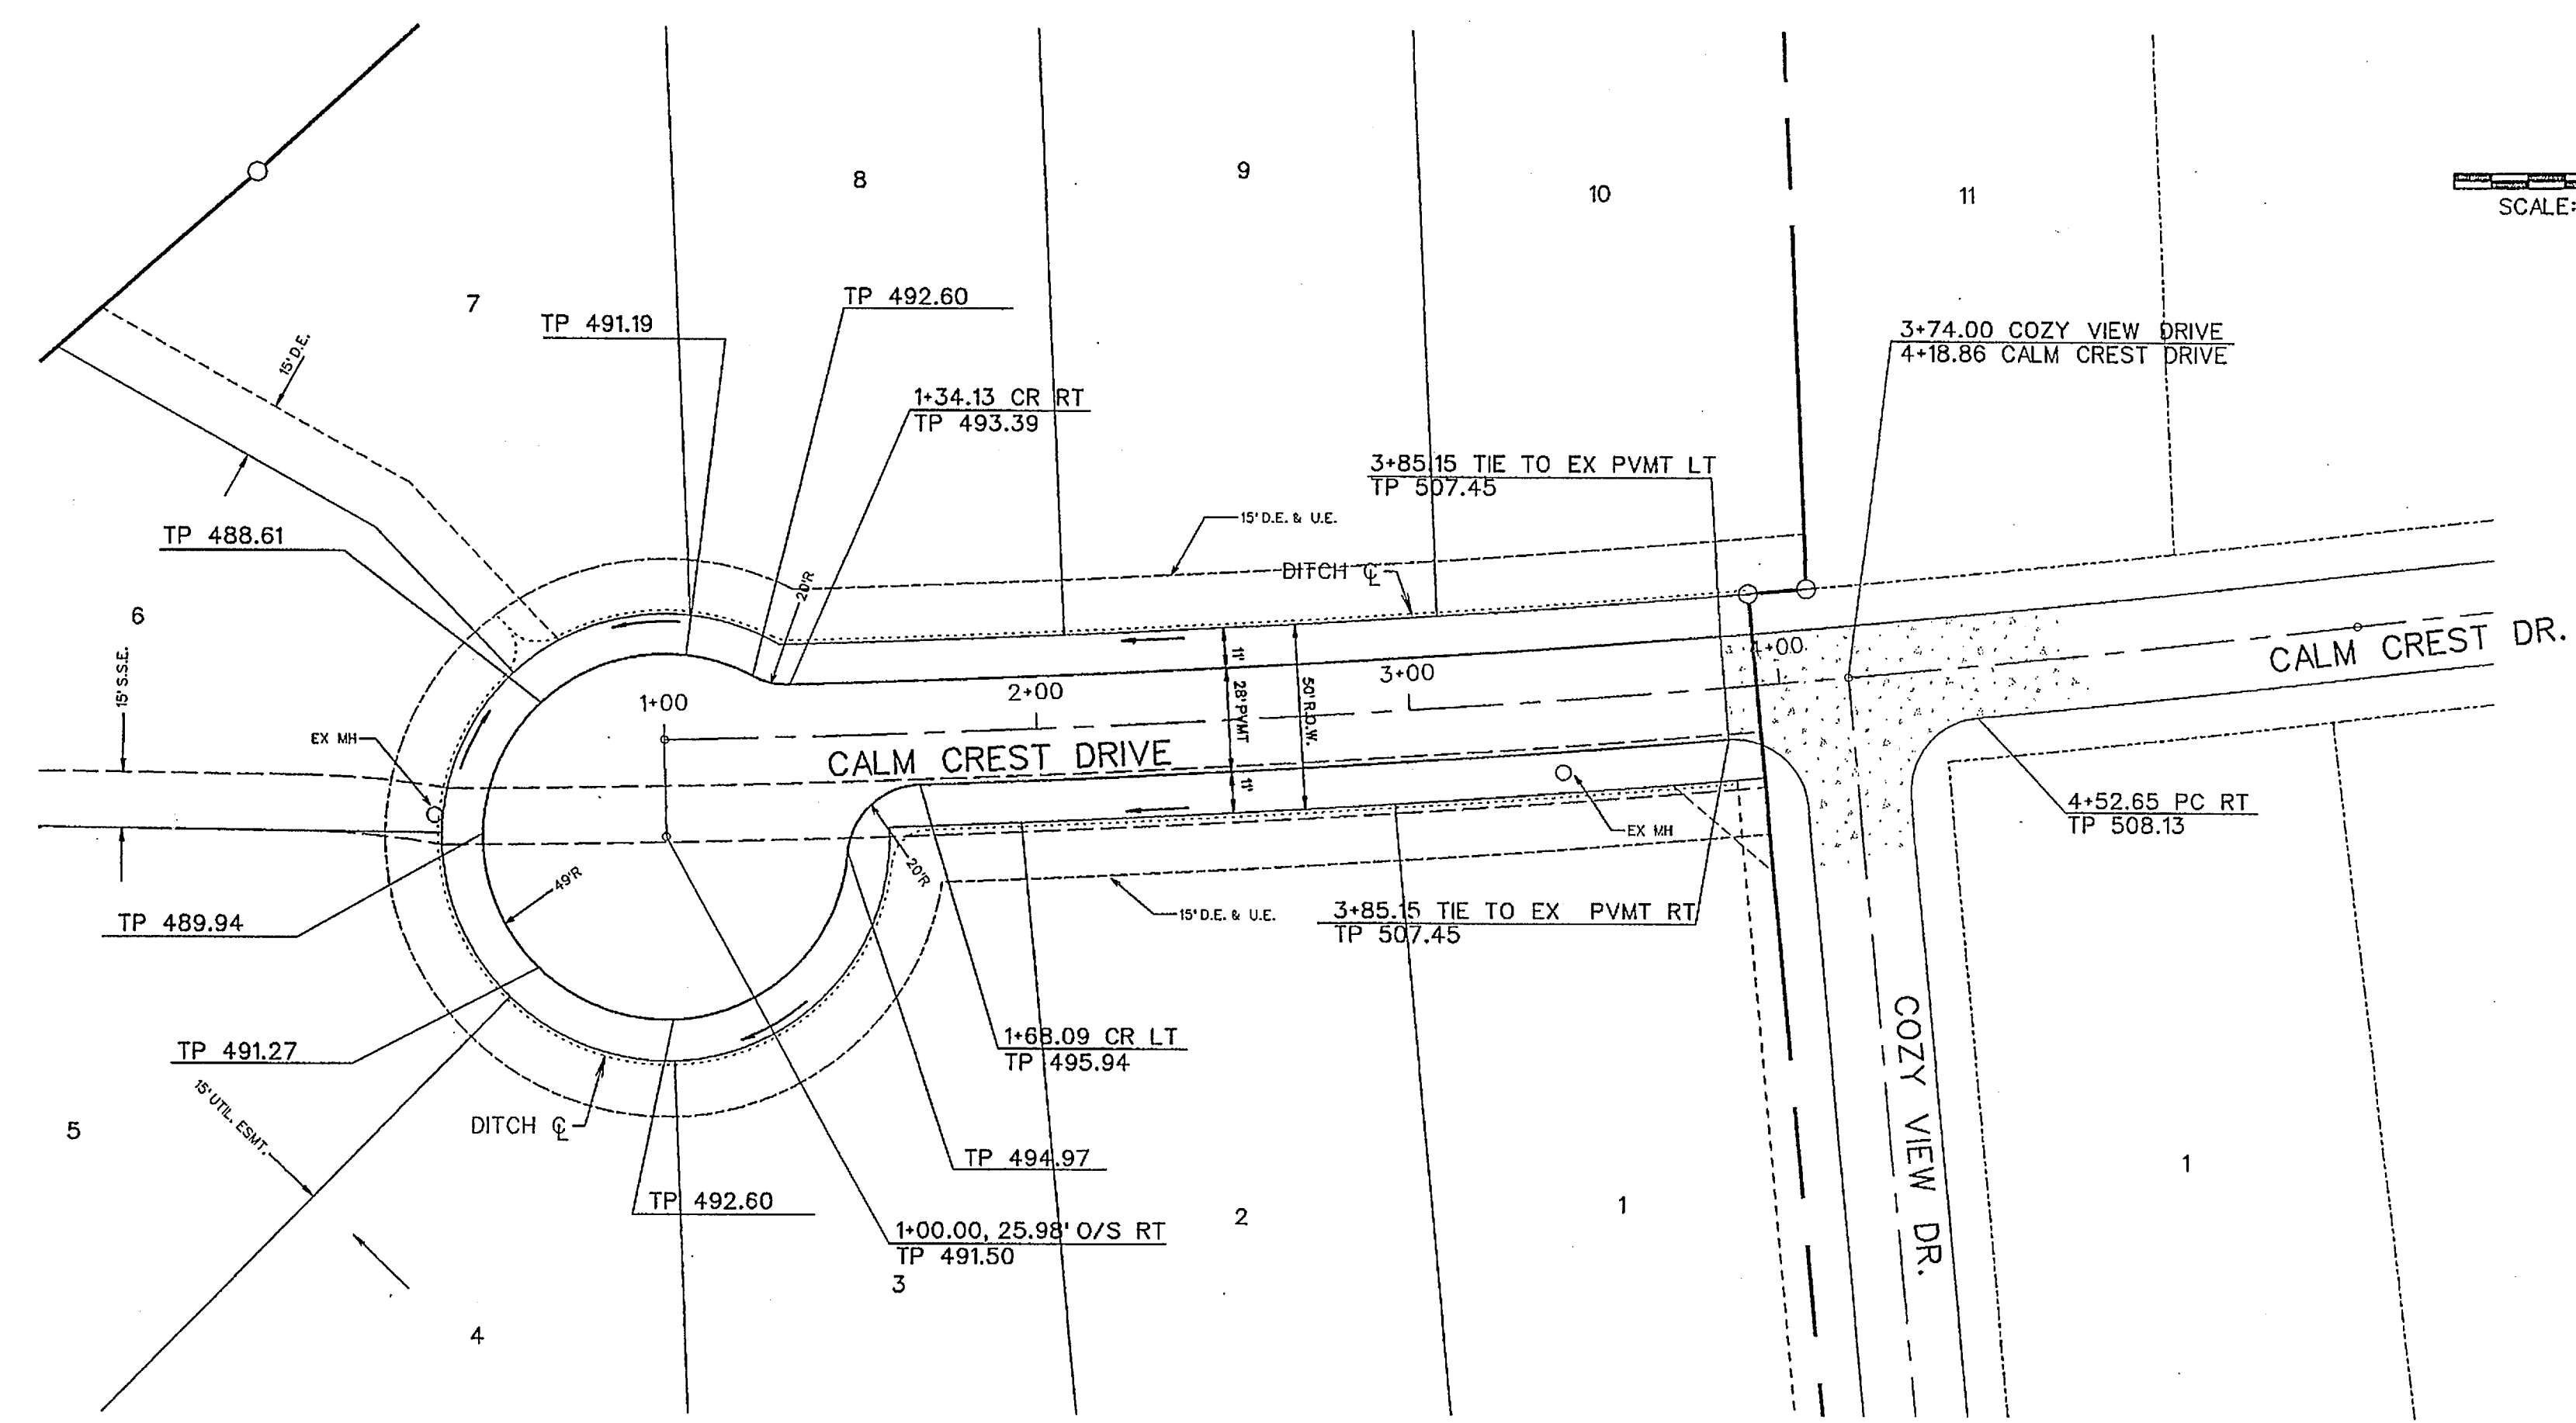 8
9
10
11
SCALE:
7
TP 491.19
TP 492.60
15' D.E.
1+34.13 CR RT
TP 493.39
3+74.00 COZY VIEW DRIVE
4+18.86 CALM CREST DRIVE
3+85.15 TIE TO EX PVMT LT
TP 507.45
15' D.E. & U.E.
TP 488.61
DITCH ℄
20'R
6
15' S.S.E.
EX MH
1+00
2+00
3+00
4+00
11'
28' PVMT
11'
50' R.O.W.
CALM CREST DRIVE
CALM CREST DR.
4+52.65 PC RT
TP 508.13
EX MH
20'R
49'R
TP 489.94
15' D.E. & U.E.
3+85.15 TIE TO EX PVMT RT
TP 507.45
TP 491.27
1+68.09 CR LT
TP 495.94
COZY VIEW DR.
15' UTIL. ESMT.
5
DITCH ℄
TP 494.97
TP 492.60
1+00.00, 25.98' O/S RT
TP 491.50
3
2
1
1
4